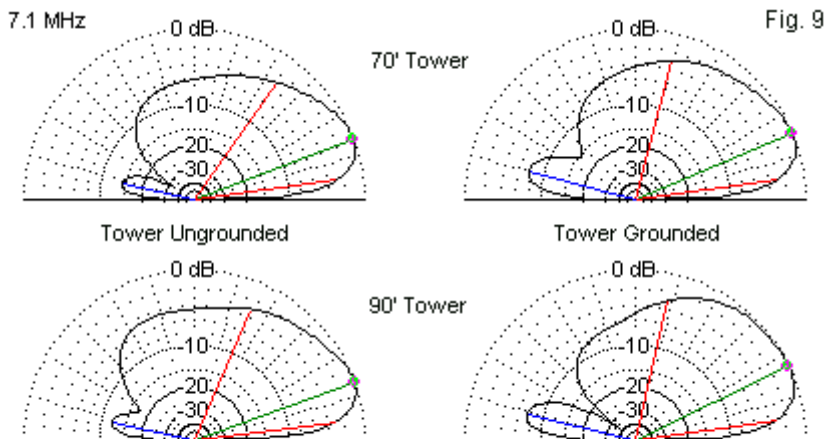 7.1 MHz
Fig. 9
0 dB
0 dB
70' Tower
-10
-10
20
20
30
30
Tower Ungrounded
Tower Grounded
0 dB
0 dB
90' Tower
-10
-10
20
20
30
30